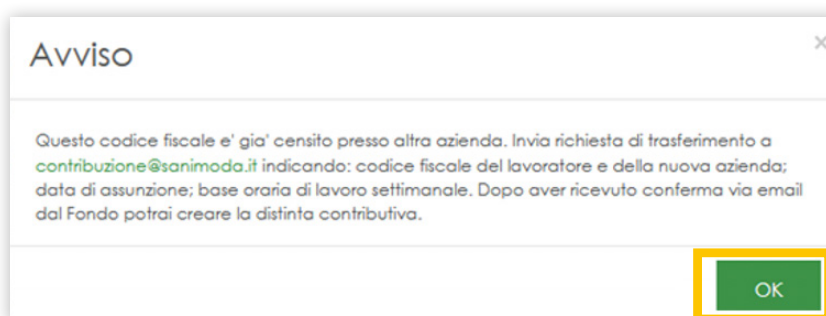 Avviso
×
Questo codice fiscale e' gia' censito presso altra azienda. Invia richiesta di trasferimento a
contribuzione@sanimoda.it indicando: codice fiscale del lavoratore e della nuova azienda;
data di assunzione; base oraria di lavoro settimanale. Dopo aver ricevuto conferma via email
dal Fondo potrai creare la distinta contributiva.
OK